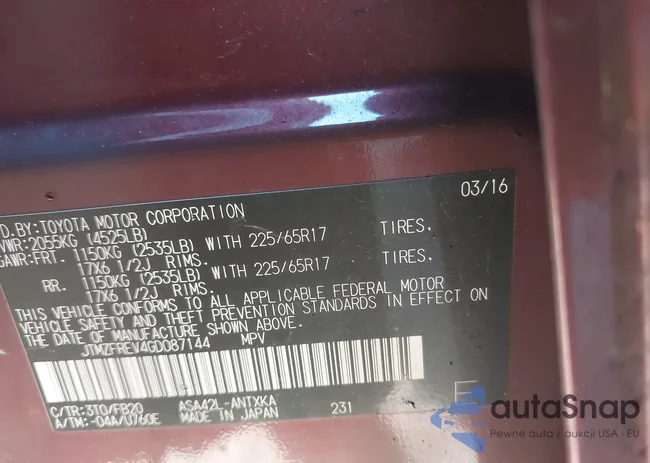 03/16
D.BY: TOYOTA MOTOR CORPORATION
VWR: 2055KG (4525LB)
GAWR: FRT. 1150KG (2535LB) WITH 225/65R17 TIRES.
17X6 1/2J RIMS.
RR. 1150KG (2535LB) WITH 225/65R17 TIRES.
17X6 1/2J RIMS.
THIS VEHICLE CONFORMS TO ALL APPLICABLE FEDERAL MOTOR
VEHICLE SAFETY AND THEFT PREVENTION STANDARDS IN EFFECT ON
THE DATE OF MANUFACTURE SHOWN ABOVE.
JTMZFREV4GD087144 MPV
C/TR: 3T0/FB20 ASA42L-ANTXKA
A/TM: -04A/U760E MADE IN JAPAN 231
E
autaSnap
Pewne auta z aukcji USA i EU